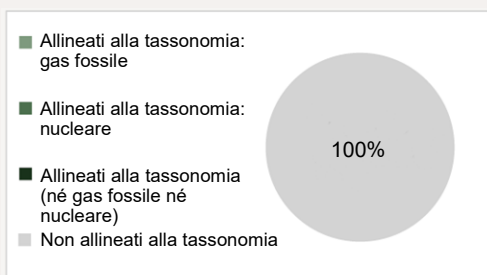 Allineati alla tassonomia:
gas fossile
Allineati alla tassonomia:
nucleare
Allineati alla tassonomia
(né gas fossile né
nucleare)
Non allineati alla tassonomia
100%